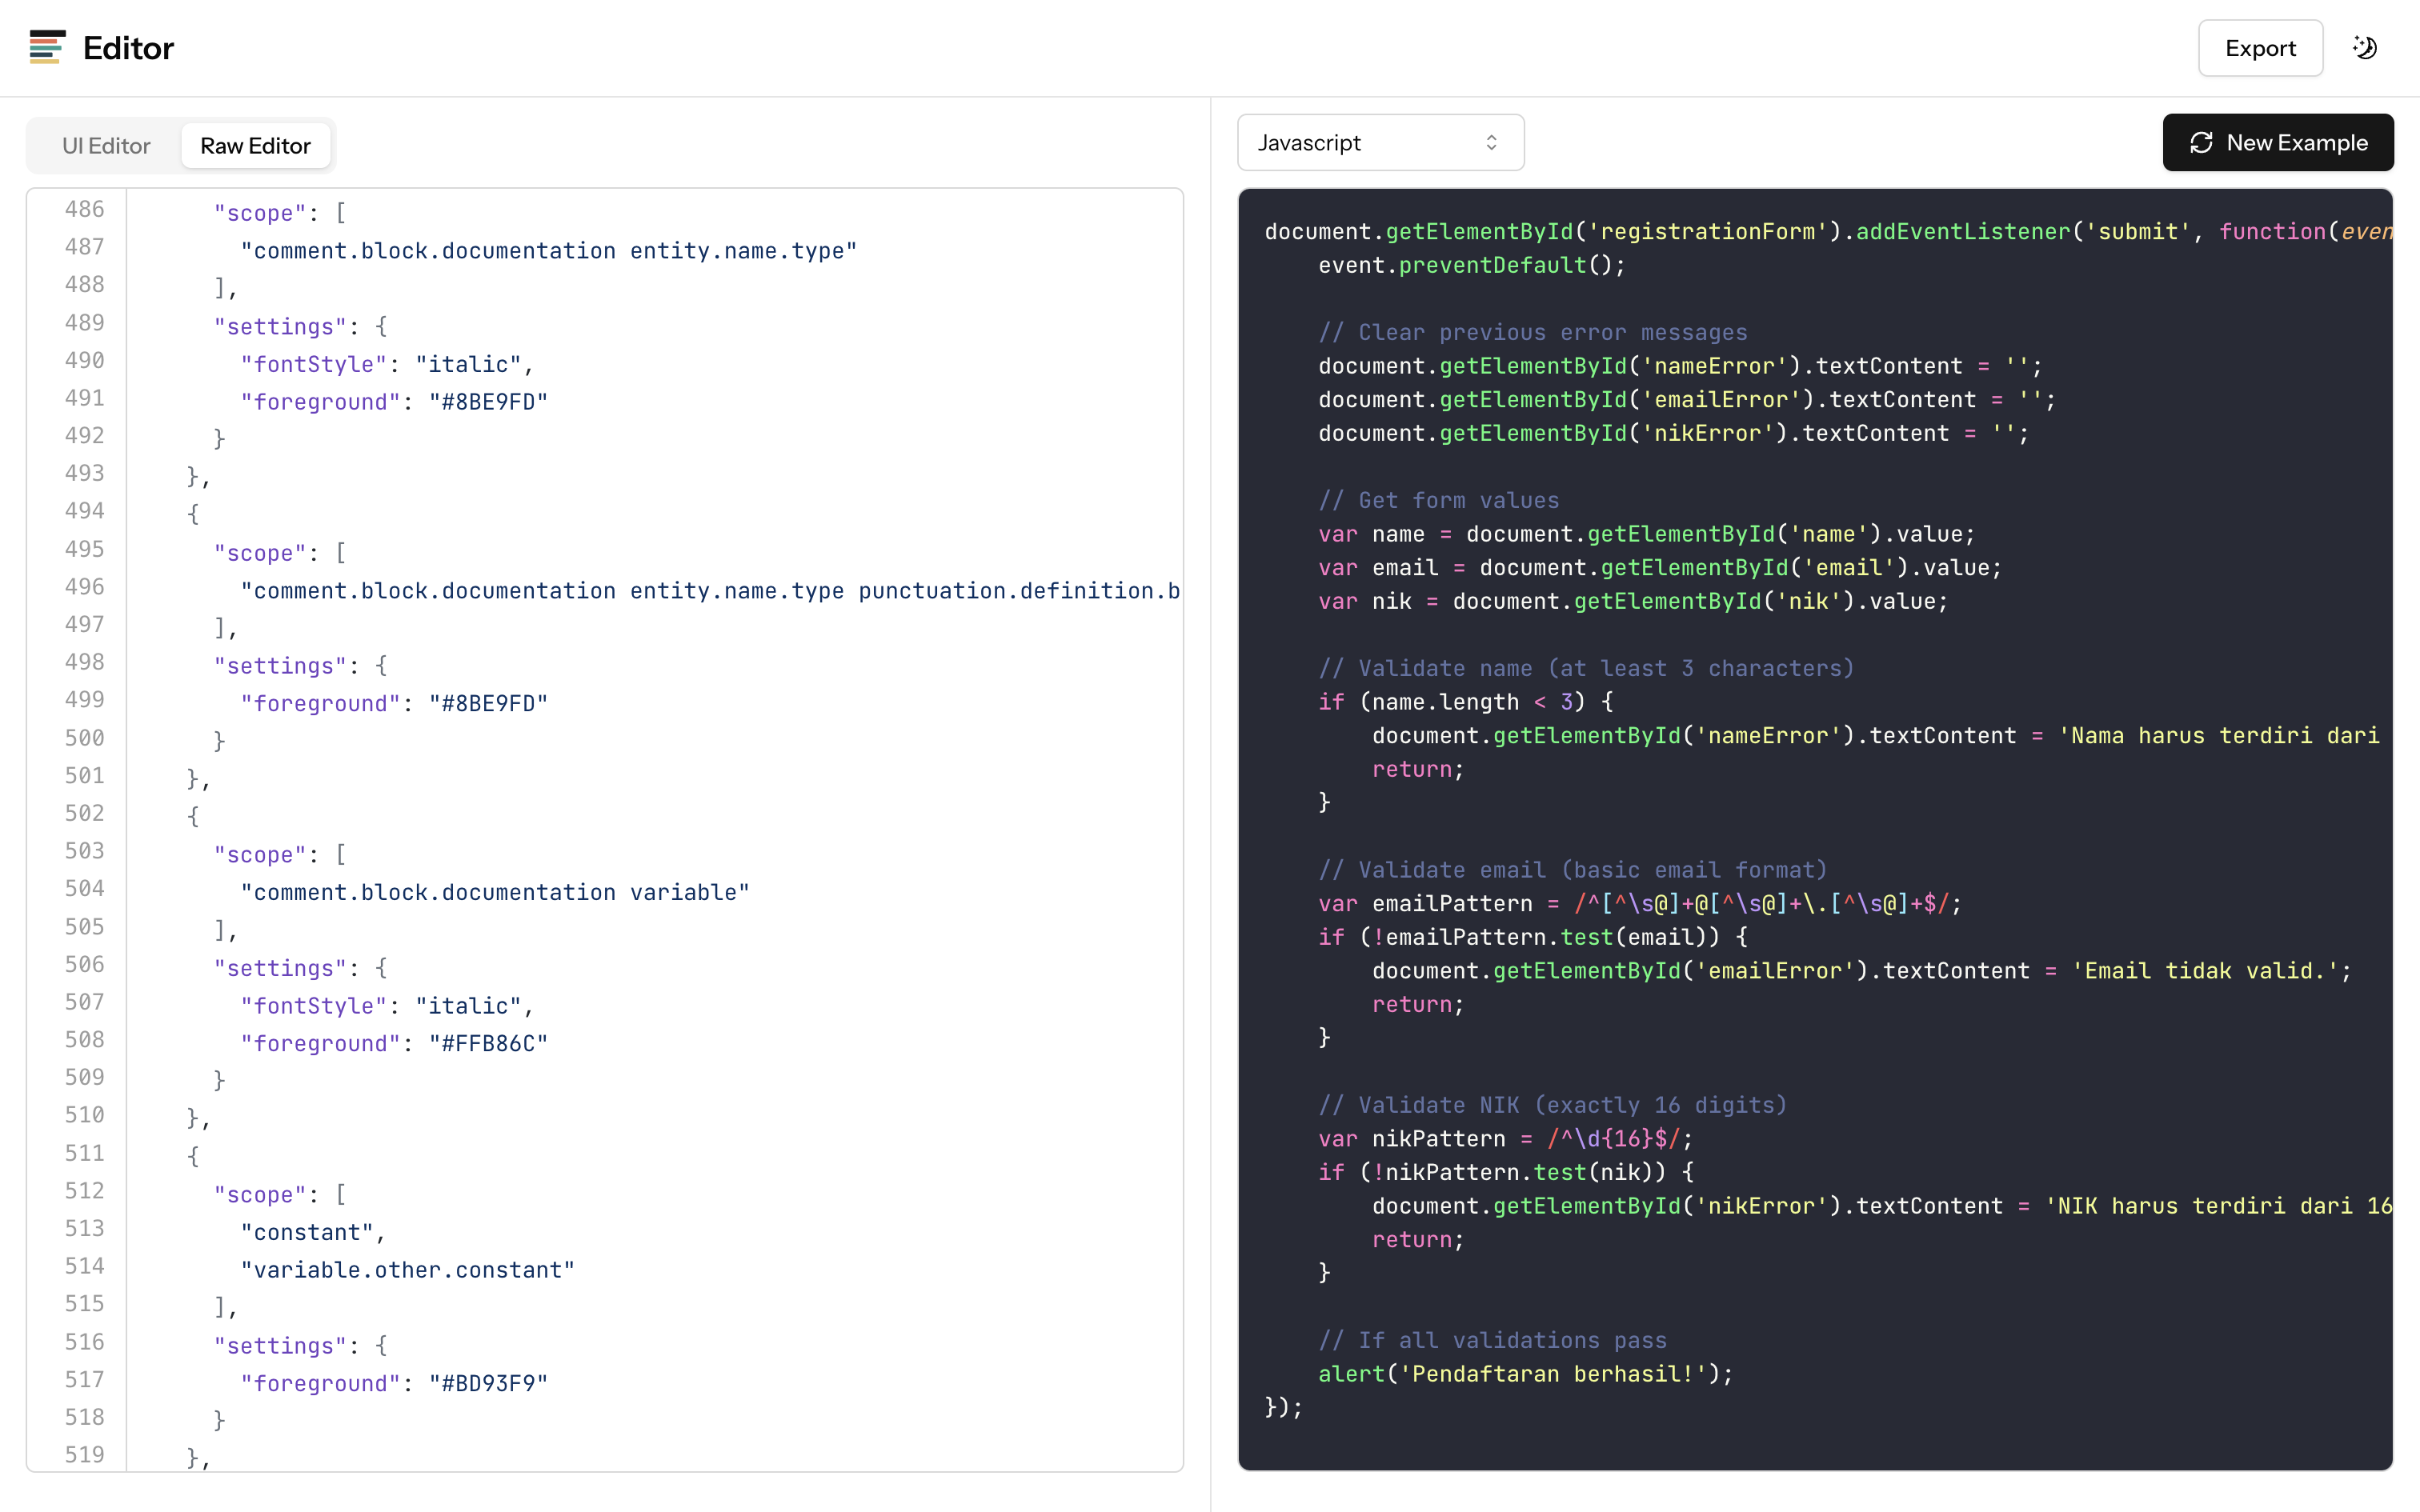 Editor
Export
UI Editor
Raw Editor
486 "scope": [
487 "comment.block.documentation entity.name.type"
488 ],
489 "settings": {
490 "fontStyle": "italic",
491 "foreground": "#8BE9FD"
492 }
493 },
494 {
495 "scope": [
496 "comment.block.documentation entity.name.type punctuation.definition.b
497 ],
498 "settings": {
499 "foreground": "#8BE9FD"
500 }
501 },
502 {
503 "scope": [
504 "comment.block.documentation variable"
505 ],
506 "settings": {
507 "fontStyle": "italic",
508 "foreground": "#FFB86C"
509 }
510 },
511 {
512 "scope": [
513 "constant",
514 "variable.other.constant"
515 ],
516 "settings": {
517 "foreground": "#BD93F9"
518 }
519 },
Javascript
New Example
document.getElementById('registrationForm').addEventListener('submit', function(even
event.preventDefault();
// Clear previous error messages
document.getElementById('nameError').textContent = '';
document.getElementById('emailError').textContent = '';
document.getElementById('nikError').textContent = '';
// Get form values
var name = document.getElementById('name').value;
var email = document.getElementById('email').value;
var nik = document.getElementById('nik').value;
// Validate name (at least 3 characters)
if (name.length < 3) {
document.getElementById('nameError').textContent = 'Nama harus terdiri dari
return;
}
// Validate email (basic email format)
var emailPattern = /^[^\s@]+@[^\s@]+\.[^\s@]+$/;
if (!emailPattern.test(email)) {
document.getElementById('emailError').textContent = 'Email tidak valid.';
return;
}
// Validate NIK (exactly 16 digits)
var nikPattern = /^\d{16}$/;
if (!nikPattern.test(nik)) {
document.getElementById('nikError').textContent = 'NIK harus terdiri dari 16
return;
}
// If all validations pass
alert('Pendaftaran berhasil!');
});